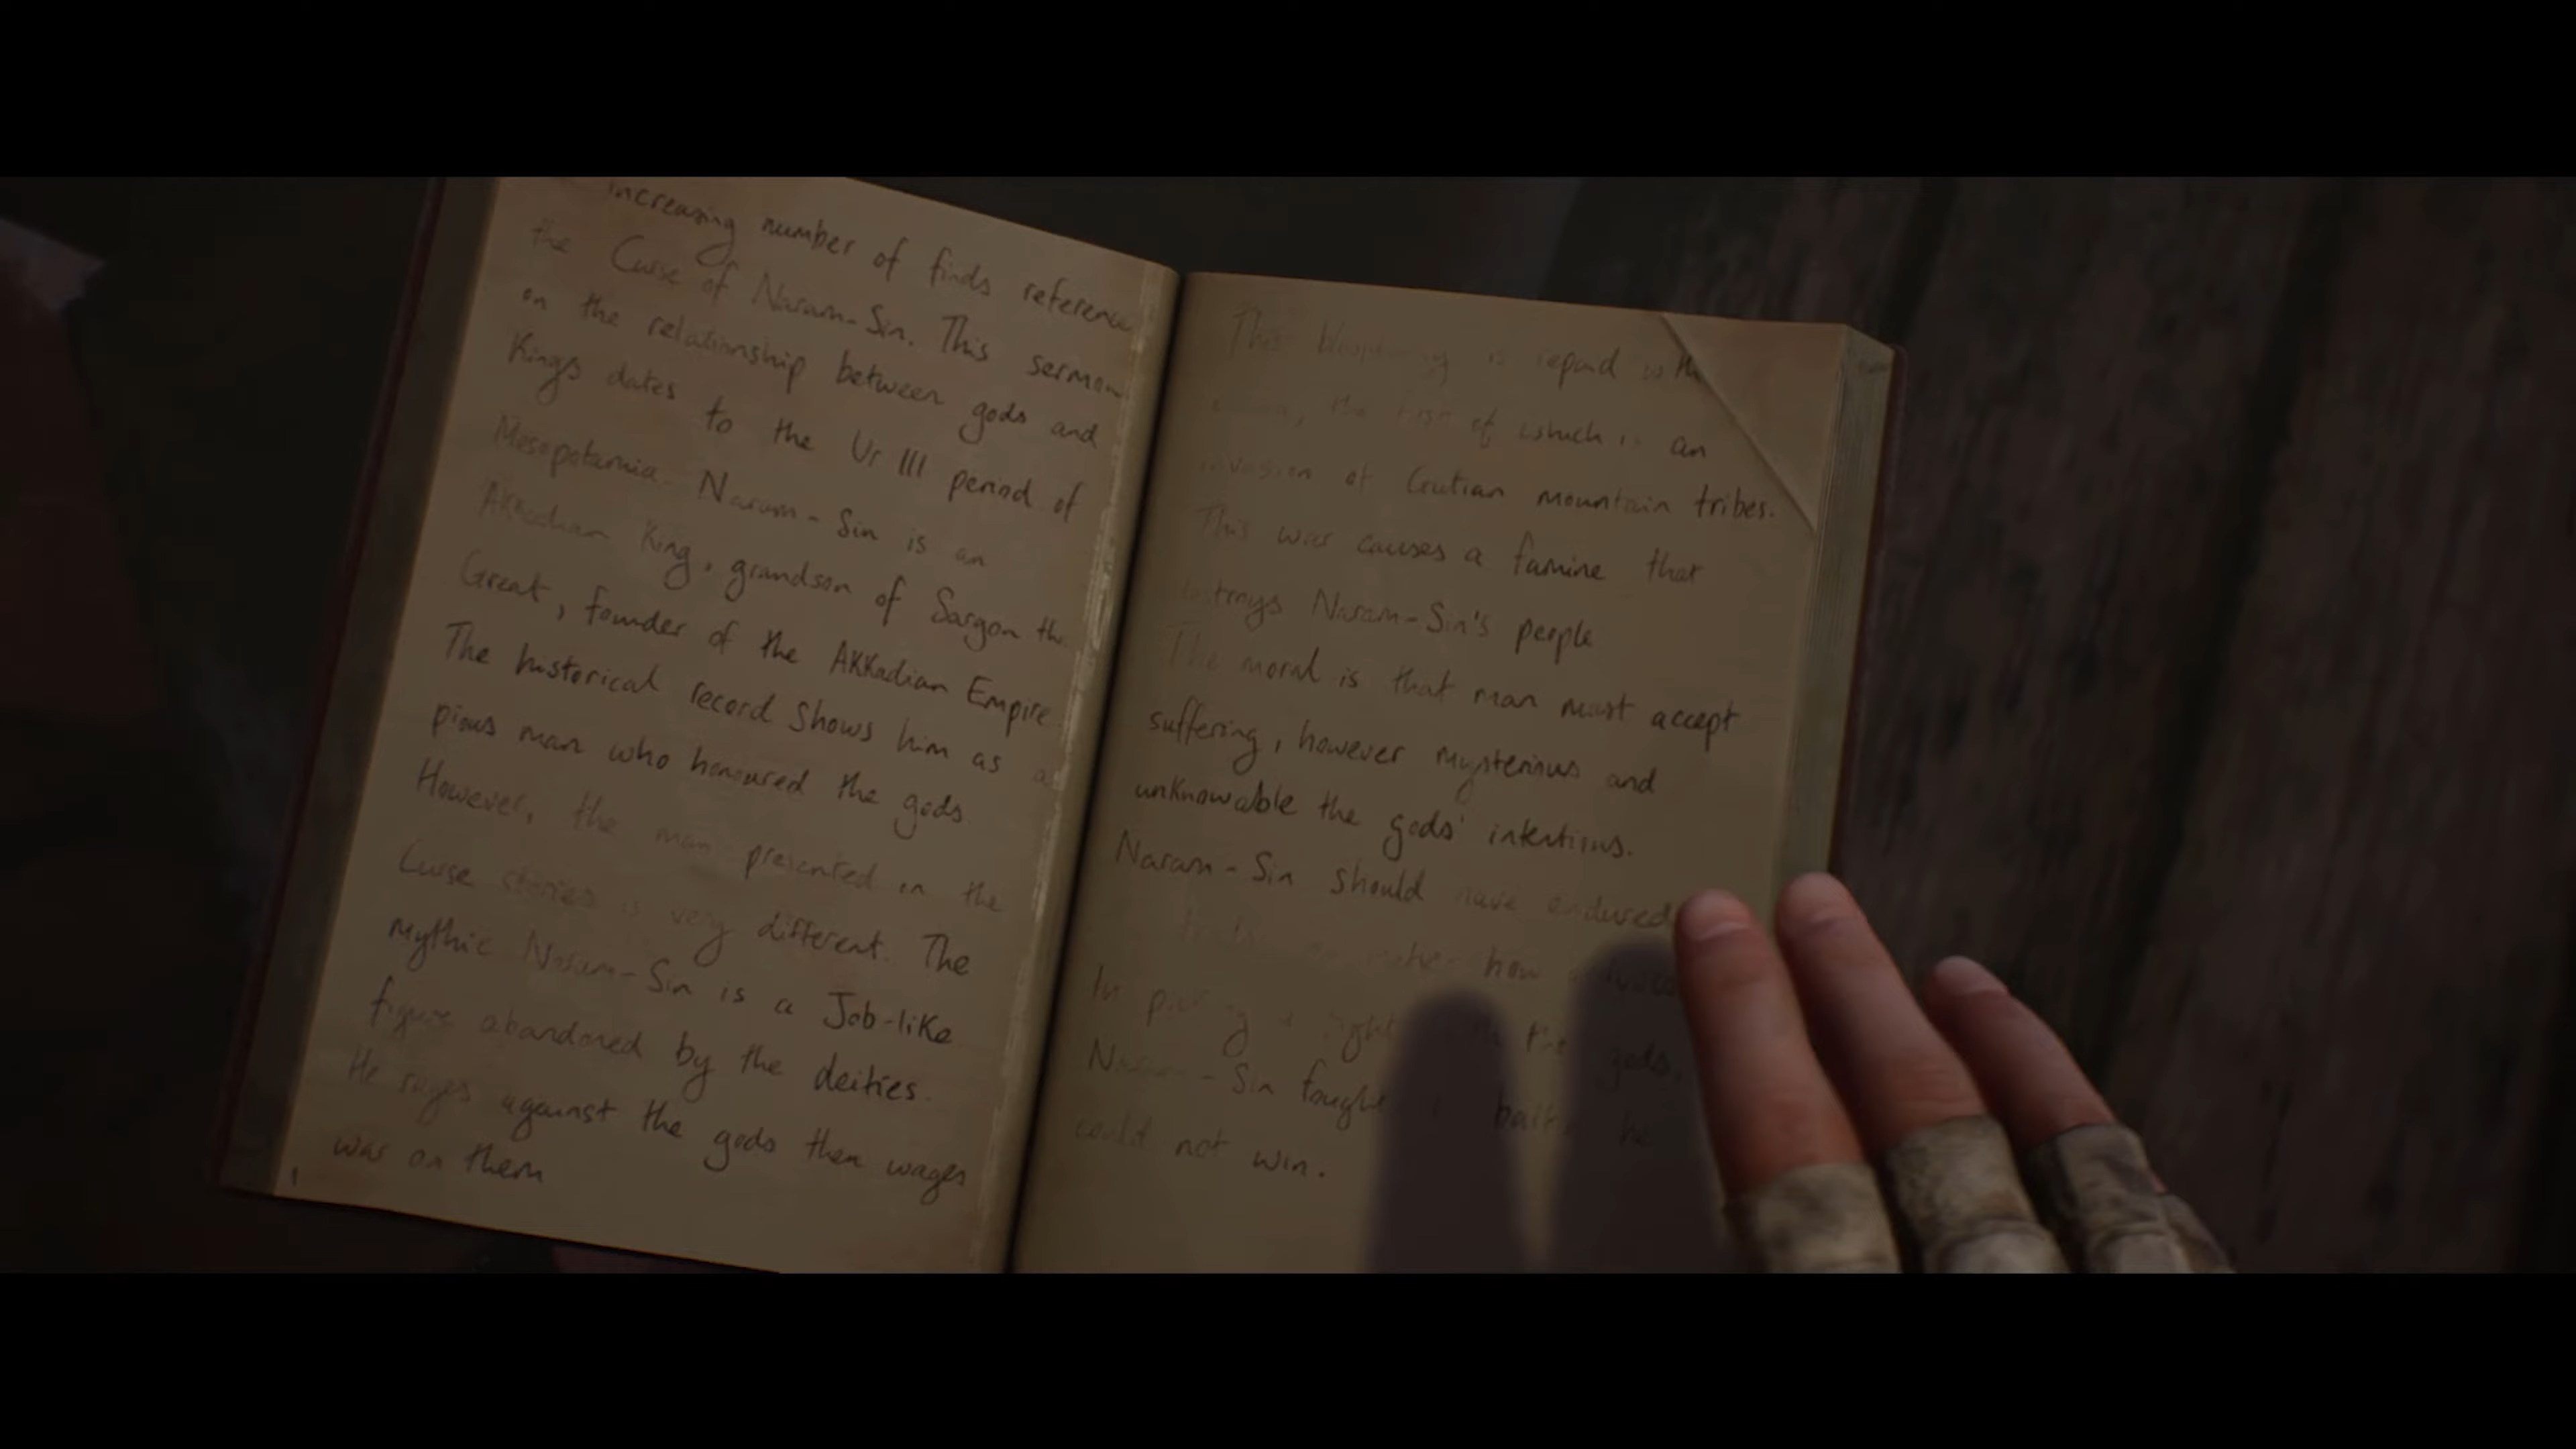 increasing number of finds reference
the Curse of Naram-Sin. This sermon
on the relationship between gods and
Kings dates to the Ur III period of
Mesopotamia. Naram-Sin is an
Akkadian King, grandson of Sargon the
Great, founder of the Akkadian Empire.
The historical record shows him as a
pious man who honoured the gods
However, the man presented in the
Curse stories is very different. The
mythic Naram-Sin is a Job-like
figure abandoned by the deities.
He rages against the gods then wages
war on them
1
This is repaid with
the first of which is an
invasion of Gutian mountain tribes.
This war causes a famine that
destroys Naram-Sin's people
The moral is that man must accept
suffering, however mysterious and
unknowable the gods' intentions.
Naram-Sin should have endured
how
In picking a fight the gods,
Naram-Sin fought a battle he
could not win.